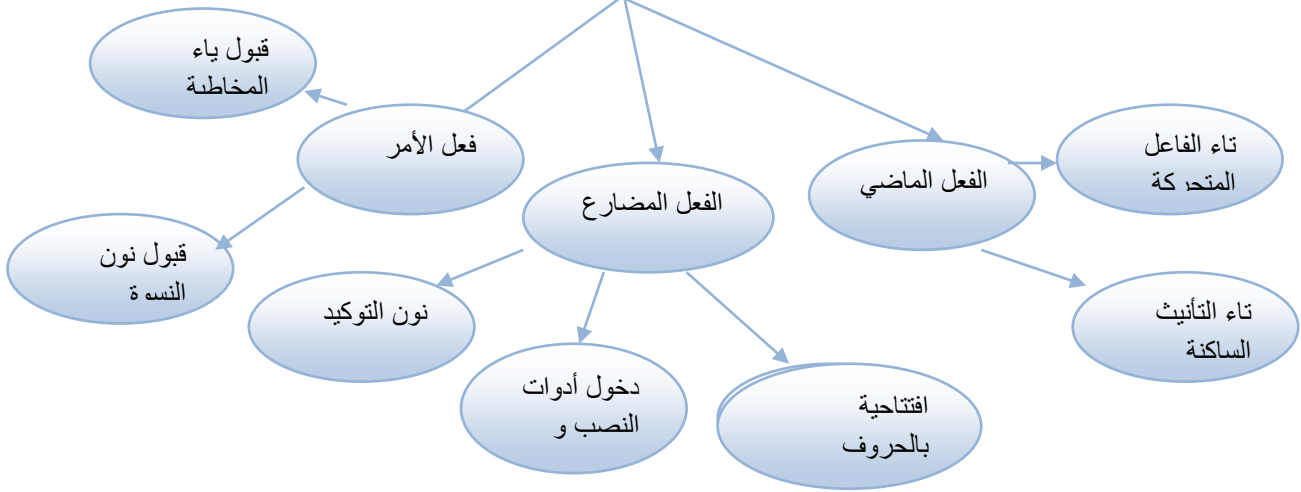 قبول ياء
المخاطبة
فعل الأمر
تاء الفاعل
المتحركة
الفعل الماضي
الفعل المضارع
قبول نون
النسوة
نون التوكيد
تاء التأنيث
الساكنة
دخول أدوات
النصب و
افتتاحية
بالحروف